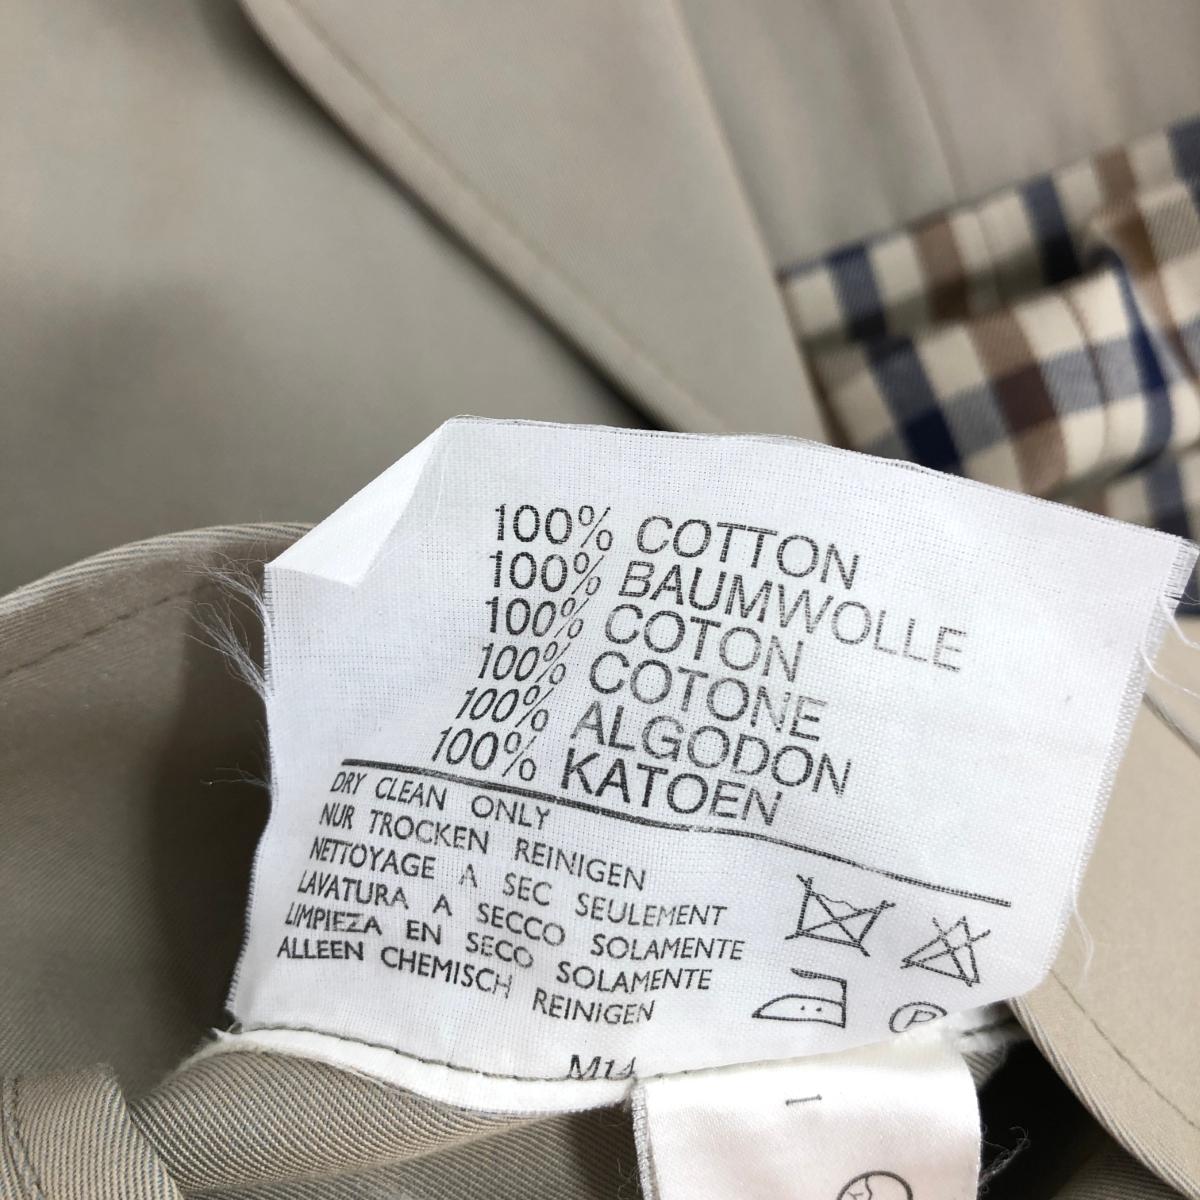 100% COTTON
100% BAUMWOLLE
100% COTON
100% COTONE
100% ALGODON
100% KATOEN
DRY CLEAN ONLY
NUR TROCKEN REINIGEN
NETTOYAGE A SEC SEULEMENT
LAVATURA A SECCO SOLAMENTE
LIMPIEZA EN SECO SOLAMENTE
ALLEEN CHEMISCH REINIGEN
P
M14
1